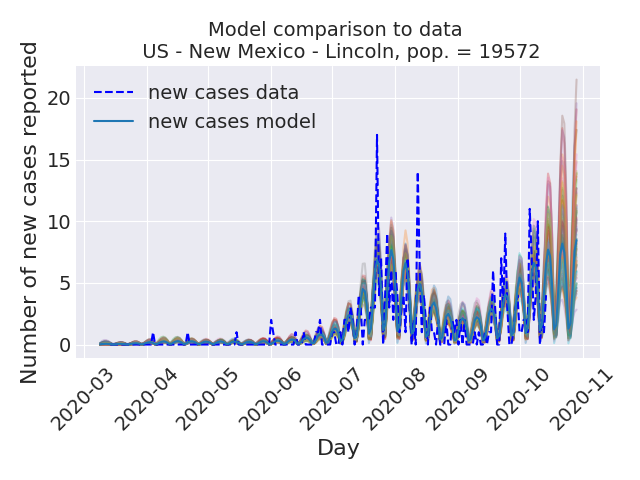 Model comparison to data
US - New Mexico - Lincoln, pop. = 19572
Number of new cases reported
new cases data
new cases model
20
15
10
5
0
2020-03
2020-04
2020-05
2020-06
2020-07
2020-08
2020-09
2020-10
2020-11
Day